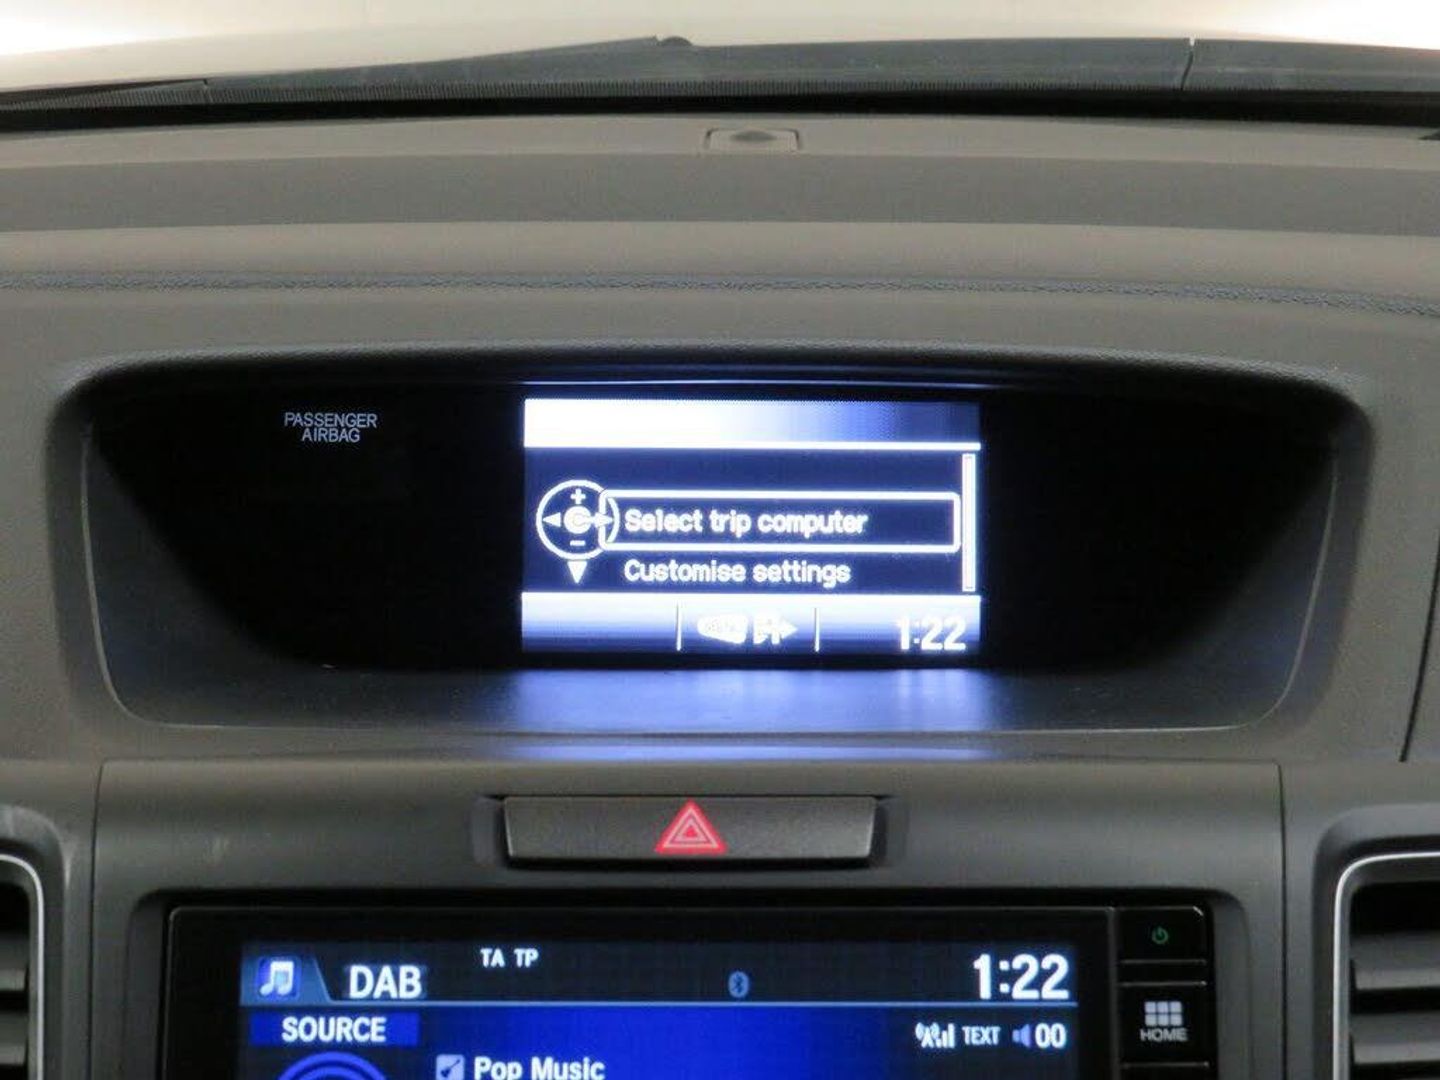 PASSENGER
AIRBAG
Select trip computer
Customise settings
1:22
DAB
TA TP
1:22
SOURCE
TEXT
00
HOME
Pop Music